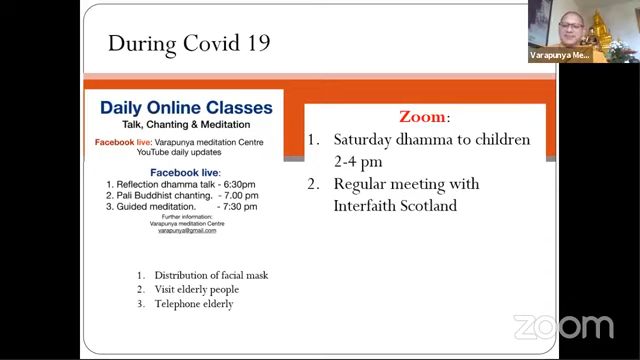 During Covid 19
Varapunya Me...
Daily Online Classes
Talk, Chanting & Meditation
Facebook live: Varapunya meditation Centre
YouTube daily updates
Facebook live:
1. Reflection dhamma talk - 6:30pm
2. Pali Buddhist chanting. - 7.00 pm
3. Guided meditation. - 7:30 pm
Further information:
Varapunya meditation Centre
varapunya@gmail.com
Zoom:
1. Saturday dhamma to children
2-4 pm
2. Regular meeting with
Interfaith Scotland
1. Distribution of facial mask
2. Visit elderly people
3. Telephone elderly
zoom